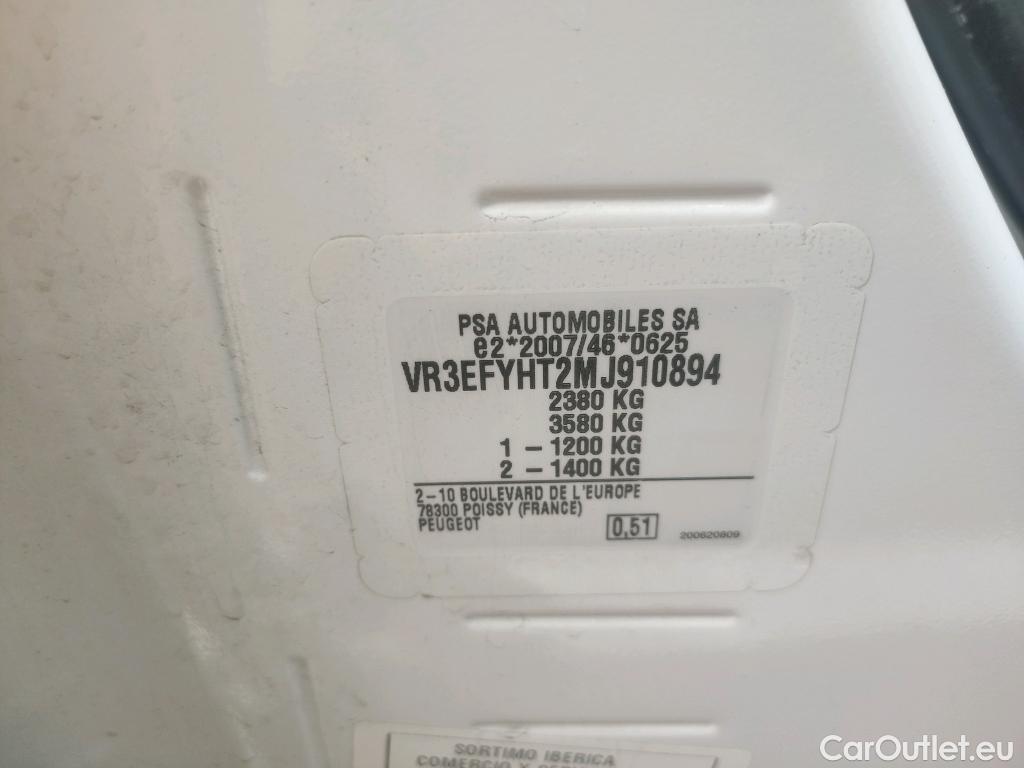 PSA AUTOMOBILES SA
e2*2007/46*0625
VR3EFYHT2MJ910894
2380 KG
3580 KG
1 - 1200 KG
2 - 1400 KG
2-10 BOULEVARD DE L'EUROPE
78300 POISSY (FRANCE)
PEUGEOT
0,51
200620809
SORTIMO IBERICA
COMERCIO Y
CarOutlet.eu